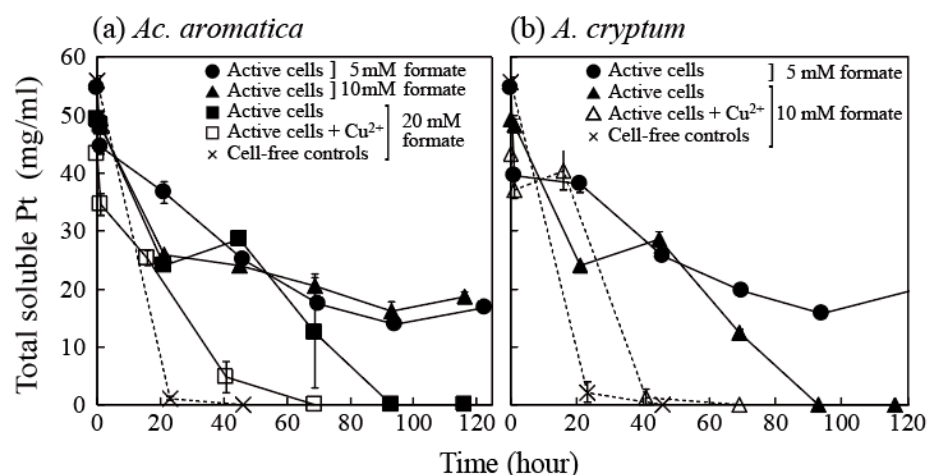 (a) Ac. aromatica
(b) A. cryptum
Total soluble Pt (mg/ml)
60
50
40
30
20
10
0
Active cells ] 5 mM formate
Active cells ] 10mM formate
Active cells
Active cells + Cu²⁺
Cell-free controls
20 mM
formate
0 20 40 60 80 100 120
Active cells ] 5 mM formate
Active cells
Active cells + Cu²⁺
Cell-free controls
10 mM formate
0 20 40 60 80 100 120
Time (hour)